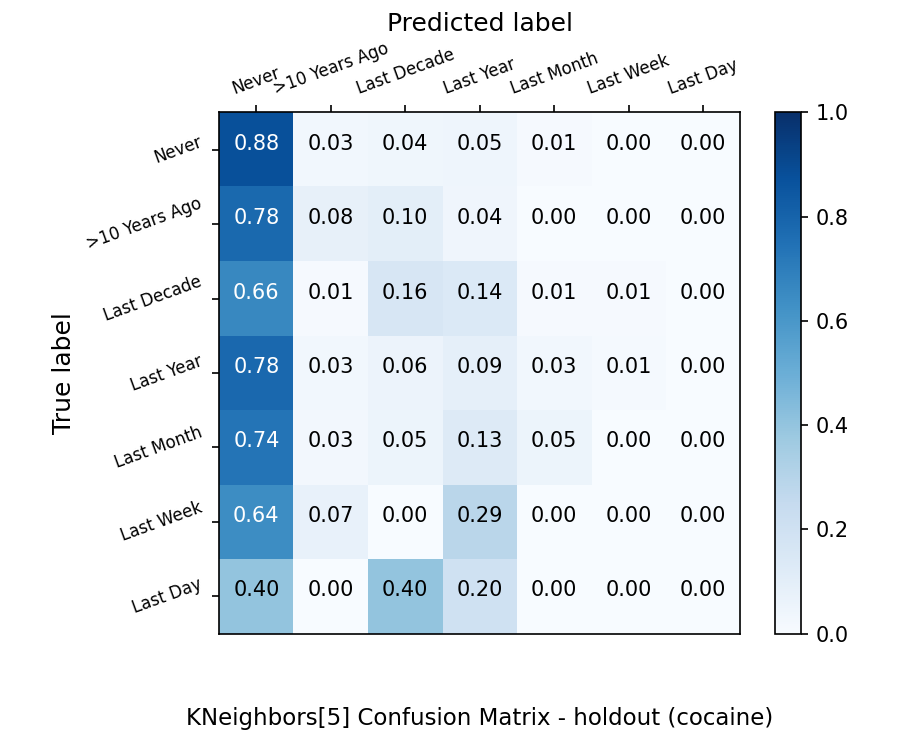 Predicted label
Never >10 Years Ago Last Decade Last Year Last Month Last Week Last Day
1.0
Never 0.88 0.03 0.04 0.05 0.01 0.00 0.00
>10 Years Ago 0.78 0.08 0.10 0.04 0.00 0.00 0.00
0.8
Last Decade 0.66 0.01 0.16 0.14 0.01 0.01 0.00
0.6
True label
Last Year 0.78 0.03 0.06 0.09 0.03 0.01 0.00
0.4
Last Month 0.74 0.03 0.05 0.13 0.05 0.00 0.00
Last Week 0.64 0.07 0.00 0.29 0.00 0.00 0.00
0.2
Last Day 0.40 0.00 0.40 0.20 0.00 0.00 0.00
0.0
KNeighbors[5] Confusion Matrix - holdout (cocaine)